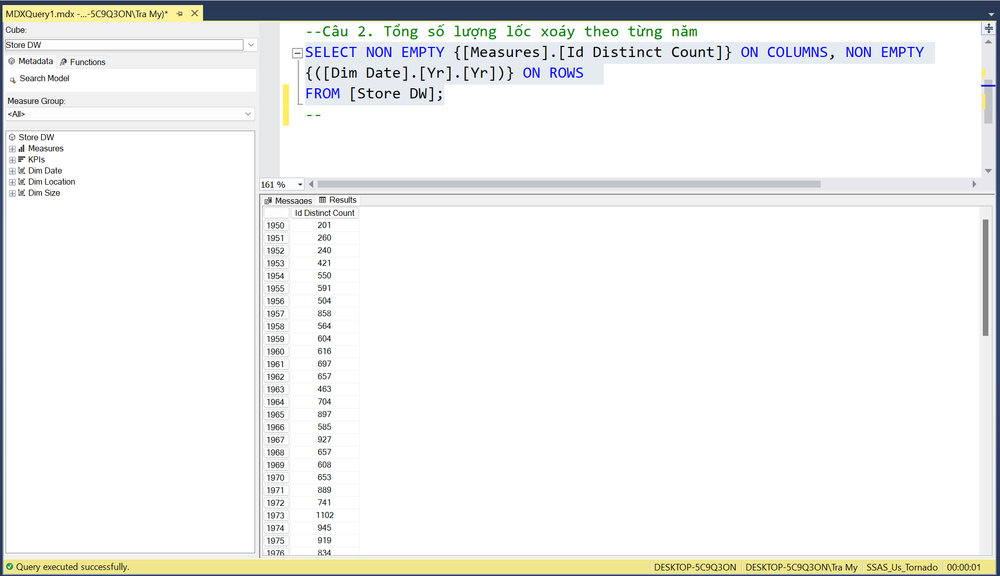 MDXQuery1.mdx -...-5C9Q3ON\Tra My)*
Cube:
Store DW
Metadata Functions
Search Model
Measure Group:
<All>
Store DW
Measures
KPIs
Dim Date
Dim Location
Dim Size
--Câu 2. Tổng số lượng lốc xoáy theo từng năm
SELECT NON EMPTY {[Measures].[Id Distinct Count]} ON COLUMNS, NON EMPTY
{([Dim Date].[Yr].[Yr])} ON ROWS
FROM [Store DW];
--
161 %
Messages Results
Id Distinct Count
1950 201
1951 260
1952 240
1953 421
1954 550
1955 591
1956 504
1957 858
1958 564
1959 604
1960 616
1961 697
1962 657
1963 463
1964 704
1965 897
1966 585
1967 927
1968 657
1969 608
1970 653
1971 889
1972 741
1973 1102
1974 945
1975 919
1976 834
Query executed successfully. DESKTOP-5C9Q3ON DESKTOP-5C9Q3ON\Tra My SSAS_Us_Tornado 00:00:01